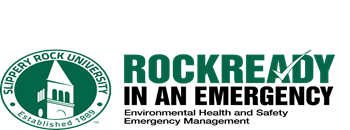 SLIPPERY ROCK UNIVERSITY
Established 1889
ROCKREADY
IN AN EMERGENCY
Environmental Health and Safety
Emergency Management